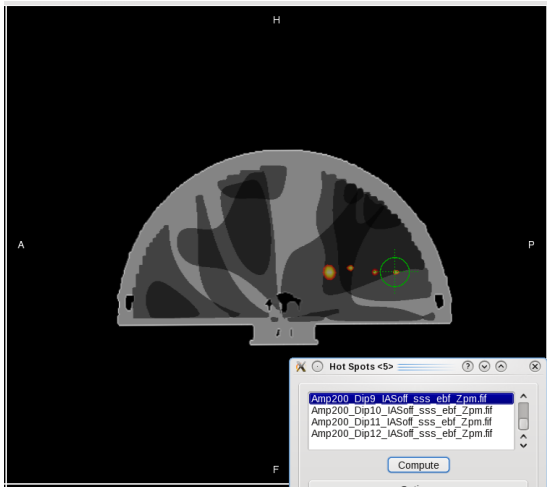 H
A
P
F
Hot Spots <5>
Amp200_Dip9_IASoff_sss_ebf_Zpm.fif
Amp200_Dip10_IASoff_sss_ebf_Zpm.fif
Amp200_Dip11_IASoff_sss_ebf_Zpm.fif
Amp200_Dip12_IASoff_sss_ebf_Zpm.fif
Compute